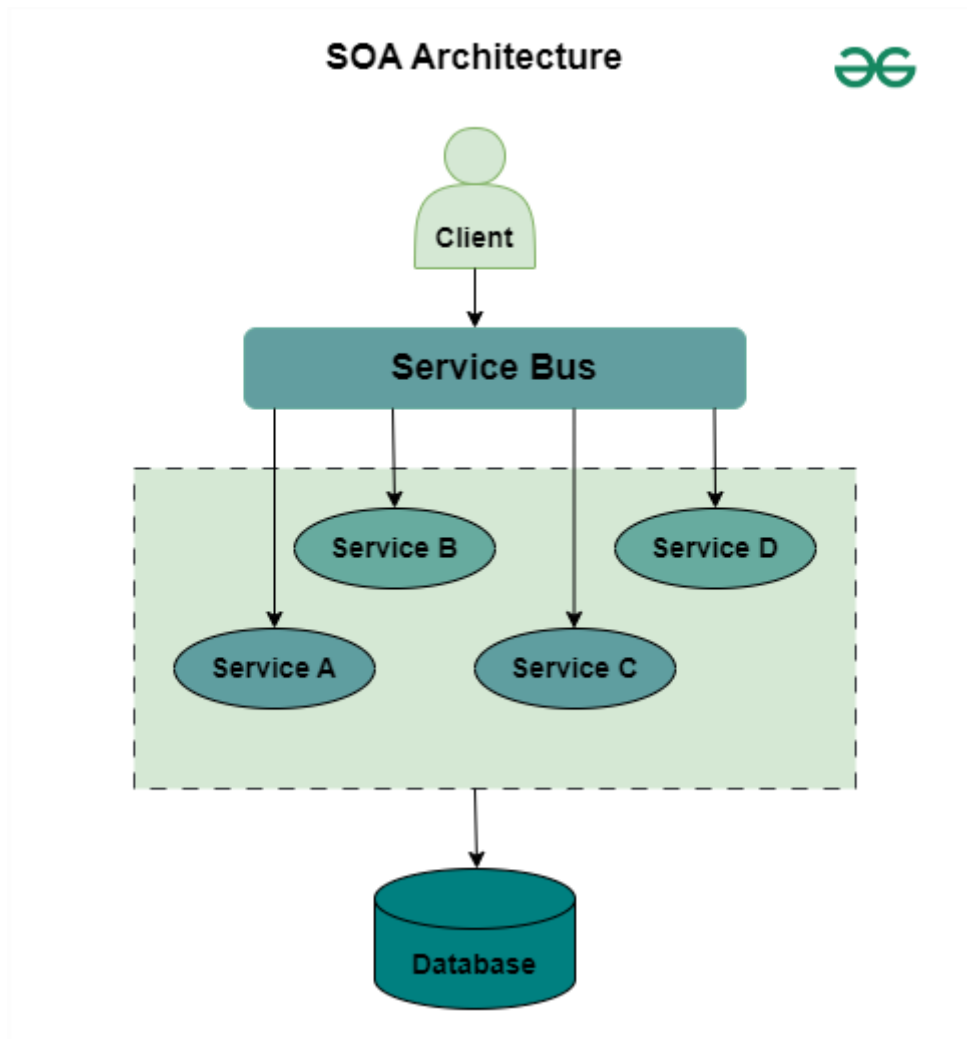 SOA Architecture
Client
Service Bus
Service B
Service D
Service A
Service C
Database